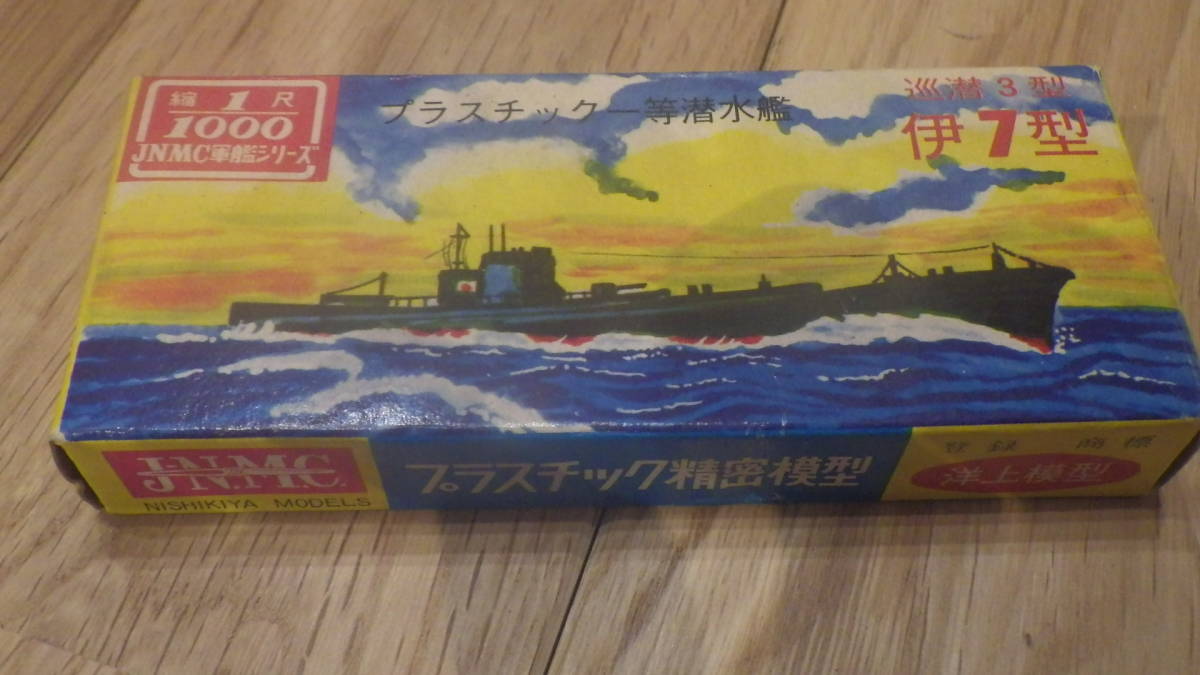 縮 1 尺
1000
JNMC軍艦シリーズ
プラスチック一等潜水艦
巡潜3型
伊7型
J.N.M.C.
NISHIKIYA MODELS
プラスチック精密模型
登録 商標
洋上模型